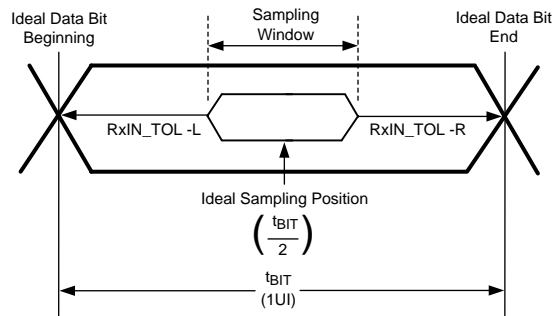 Ideal Data Bit
Beginning
Sampling
Window
Ideal Data Bit
End
RxIN_TOL -L
RxIN_TOL -R
Ideal Sampling Position
(tBIT
2)
tBIT
(1UI)